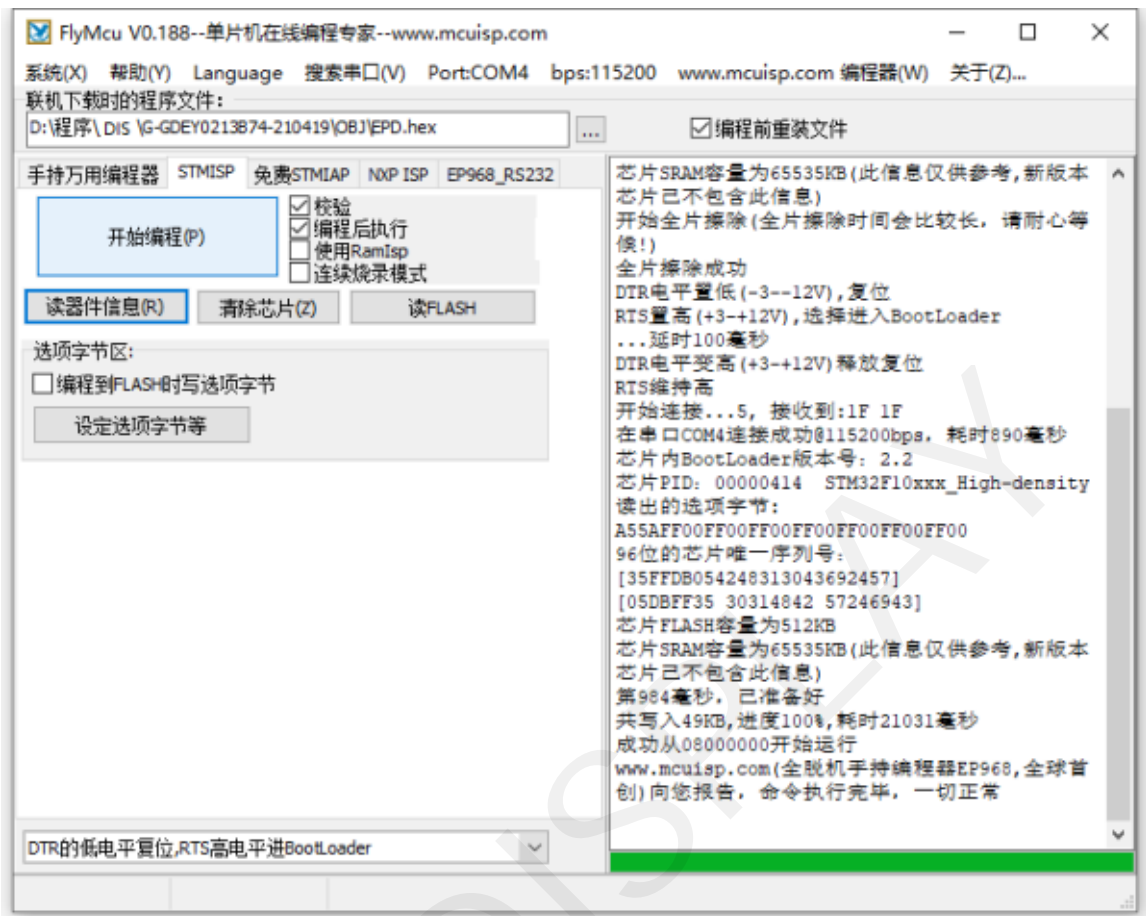 FlyMcu V0.188--单片机在线编程专家--www.mcuisp.com
系统(X) 帮助(Y) Language 搜索串口(V) Port:COM4 bps:115200 www.mcuisp.com 编程器(W) 关于(Z)...
联机下载时的程序文件:
D:\程序\ DIS \G-GDEY0213B74-210419\OBJ\EPD.hex
...
编程前重装文件
手持万用编程器 STMISP 免费STMIAP NXP ISP EP968_RS232
开始编程(P)
校验
编程后执行
使用RamIsp
连续烧录模式
读器件信息(R) 清除芯片(Z) 读FLASH
选项字节区:
编程到FLASH时写选项字节
设定选项字节等
DTR的低电平复位,RTS高电平进BootLoader
芯片SRAM容量为65535KB(此信息仅供参考,新版本
芯片已不包含此信息)
开始全片擦除(全片擦除时间会比较长，请耐心等
候!)
全片擦除成功
DTR电平置低(-3--12V),复位
RTS置高(+3-+12V),选择进入BootLoader
...延时100毫秒
DTR电平变高(+3-+12V)释放复位
RTS维持高
开始连接...5, 接收到:1F 1F
在串口COM4连接成功@115200bps, 耗时890毫秒
芯片内BootLoader版本号: 2.2
芯片PID: 00000414 STM32F10xxx_High-density
读出的选项字节:
A55AFF00FF00FF00FF00FF00FF00FF00
96位的芯片唯一序列号:
[35FFDB054248313043692457]
[05DBFF35 30314842 57246943]
芯片FLASH容量为512KB
芯片SRAM容量为65535KB(此信息仅供参考,新版本
芯片已不包含此信息)
第984毫秒，已准备好
共写入49KB,进度100%,耗时21031毫秒
成功从08000000开始运行
www.mcuisp.com(全脱机手持编程器EP968,全球首
创)向您报告，命令执行完毕，一切正常
DISPLAY